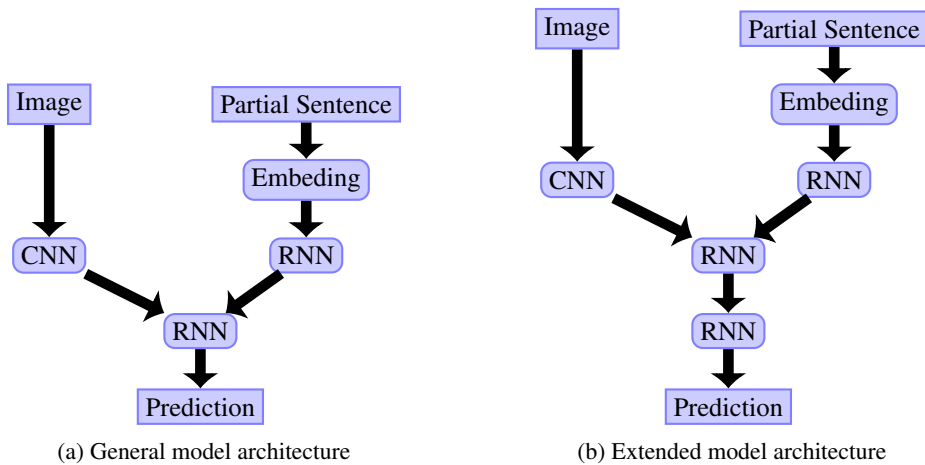 Image
Partial Sentence
Embeding
CNN
RNN
RNN
Prediction
(a) General model architecture
Image
Partial Sentence
Embeding
CNN
RNN
RNN
RNN
Prediction
(b) Extended model architecture